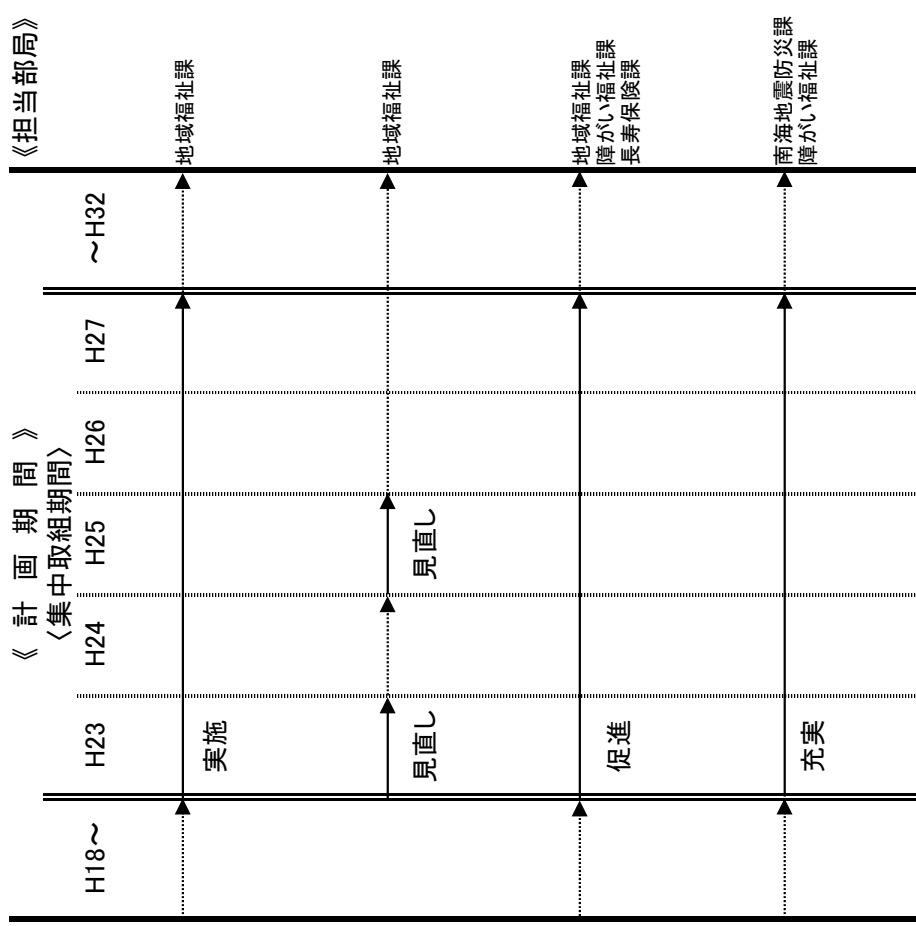 《 計 画 期 間 》
《担当部局》
〈集中取組期間〉
H18～
H23
H24
H25
H26
H27
～H32
実施
地域福祉課
見直し
見直し
地域福祉課
促進
地域福祉課
障がい福祉課
長寿保険課
充実
南海地震防災課
障がい福祉課